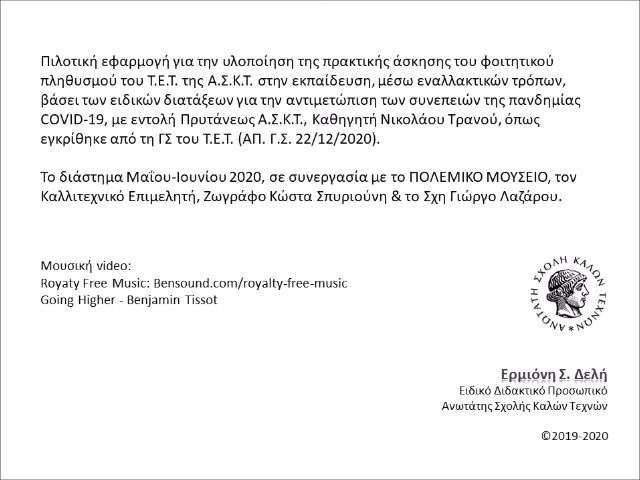 Πιλοτική εφαρμογή για την υλοποίηση της πρακτικής άσκησης του φοιτητικού
πληθυσμού του Τ.Ε.Τ. της Α.Σ.Κ.Τ. στην εκπαίδευση, μέσω εναλλακτικών τρόπων,
βάσει των ειδικών διατάξεων για την αντιμετώπιση των συνεπειών της πανδημίας
COVID-19, με εντολή Πρυτάνεως Α.Σ.Κ.Τ., Καθηγητή Νικολάου Τρανού, όπως
εγκρίθηκε από τη ΓΣ του Τ.Ε.Τ. (ΑΠ. Γ.Σ. 22/12/2020).
Το διάστημα Μαΐου-Ιουνίου 2020, σε συνεργασία με το ΠΟΛΕΜΙΚΟ ΜΟΥΣΕΙΟ, τον
Καλλιτεχνικό Επιμελητή, Ζωγράφο Κώστα Σπυριούνη & το Σχη Γιώργο Λαζάρου.
Μουσική video:
Royaty Free Music: Bensound.com/royalty-free-music
Going Higher - Benjamin Tissot
ΑΝΩΤΑΤΗ ΣΧΟΛΗ ΚΑΛΩΝ ΤΕΧΝΩΝ
Ερμιόνη Σ. Δελή
Ειδικό Διδακτικό Προσωπικό
Ανωτάτης Σχολής Καλών Τεχνών
©2019-2020